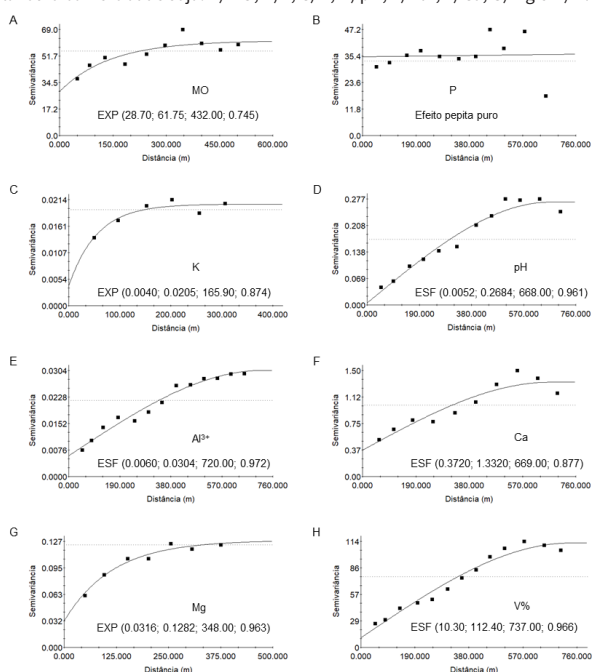 A
69.0
51.7
34.5
17.2
0.0
Semivariância
MO
EXP (28.70; 61.75; 432.00; 0.745)
0.000 150.000 300.000 450.000 600.000
Distância (m)
B
47.2
35.4
23.6
11.8
0.0
Semivariância
P
Efeito pepita puro
0.000 190.000 380.000 570.000 760.000
Distância (m)
C
0.0214
0.0161
0.0107
0.0054
0.0000
Semivariância
K
EXP (0.0040; 0.0205; 165.90; 0.874)
0.000 100.000 200.000 300.000 400.000
Distância (m)
D
0.277
0.208
0.138
0.069
0.000
Semivariância
pH
ESF (0.0052; 0.2684; 668.00; 0.961)
0.000 190.000 380.000 570.000 760.000
Distância (m)
E
0.0304
0.0228
0.0152
0.0076
0.0000
Semivariância
Al³⁺
ESF (0.0060; 0.0304; 720.00; 0.972)
0.000 190.000 380.000 570.000 760.000
Distância (m)
F
1.50
1.12
0.75
0.37
0.00
Semivariância
Ca
ESF (0.3720; 1.3320; 669.00; 0.877)
0.000 190.000 380.000 570.000 760.000
Distância (m)
G
0.127
0.095
0.063
0.032
0.000
Semivariância
Mg
EXP (0.0316; 0.1282; 348.00; 0.963)
0.000 125.000 250.000 375.000 500.000
Distância (m)
H
114
86
57
29
0
Semivariância
V%
ESF (10.30; 112.40; 737.00; 0.966)
0.000 190.000 380.000 570.000 760.000
Distância (m)